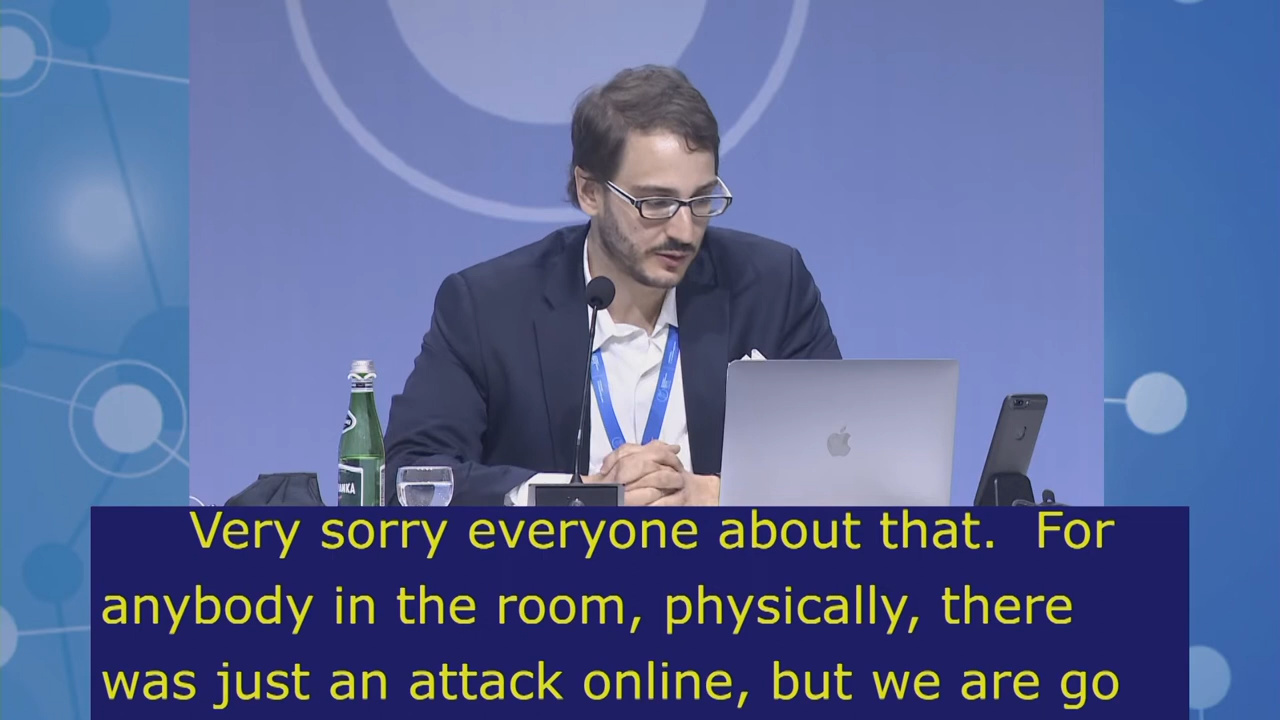 Very sorry everyone about that.  For
anybody in the room, physically, there
was just an attack online, but we are go